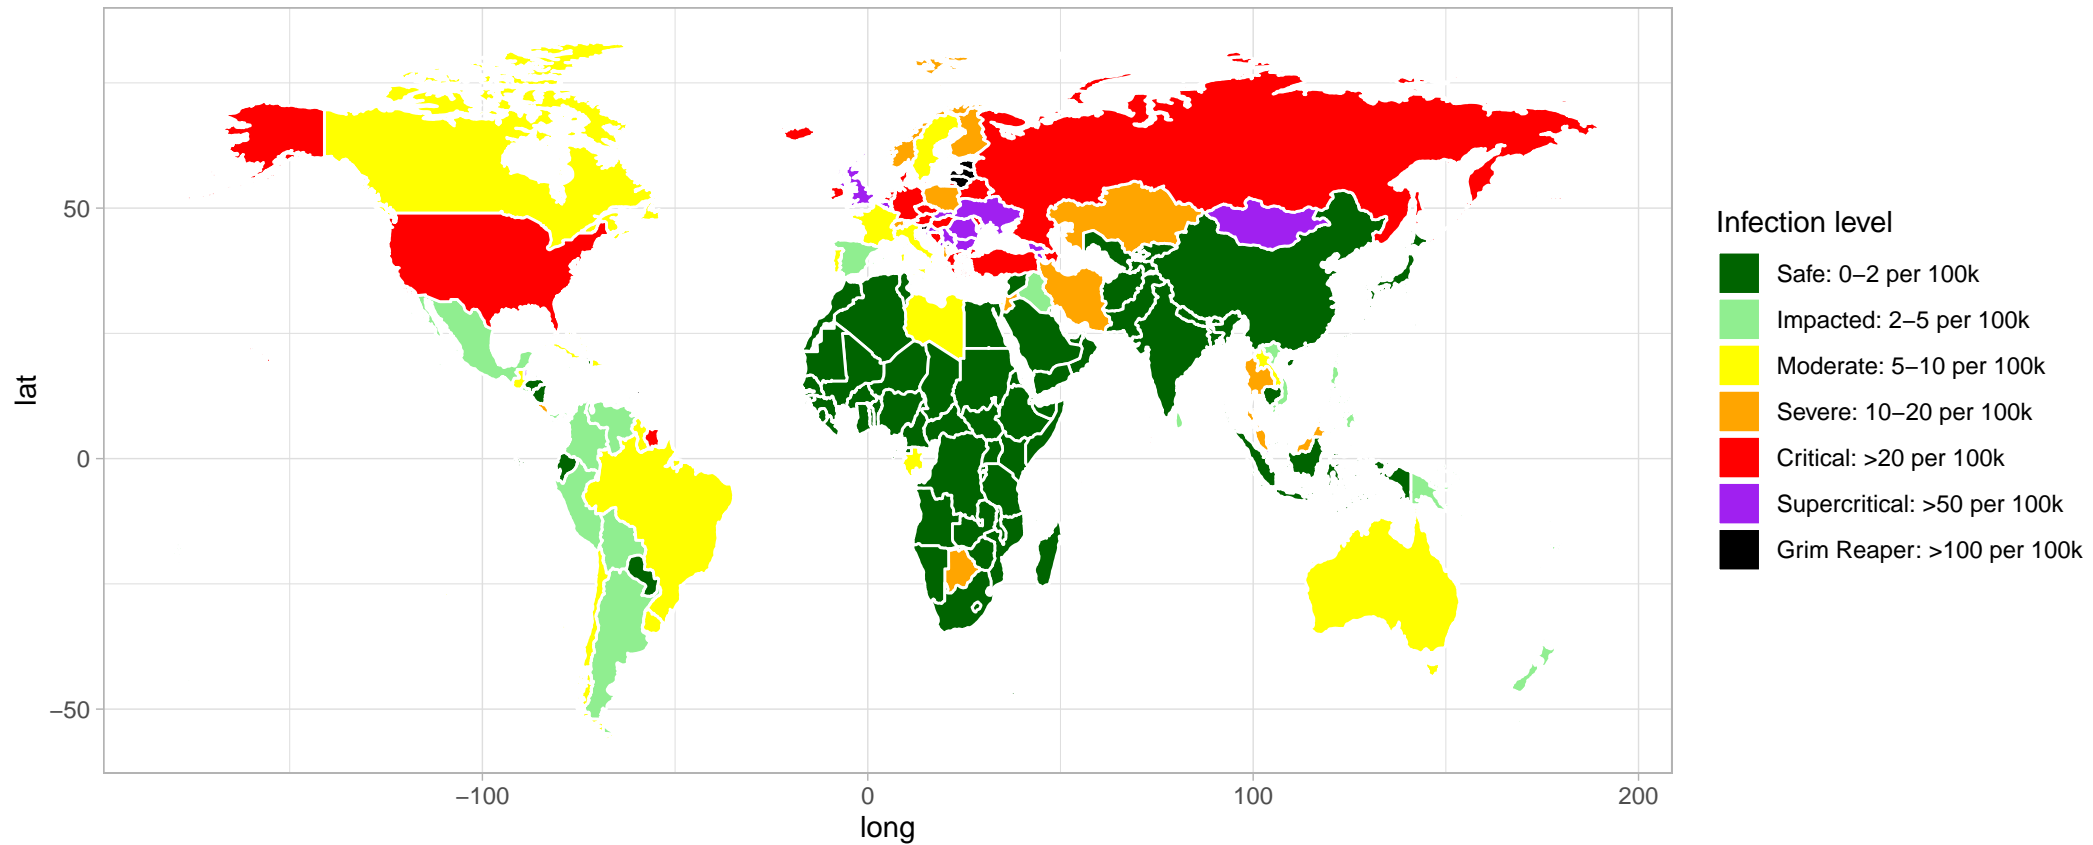 50
0
−50
lat
−100
0
100
200
long
Infection level
Safe: 0−2 per 100k
Impacted: 2−5 per 100k
Moderate: 5−10 per 100k
Severe: 10−20 per 100k
Critical: >20 per 100k
Supercritical: >50 per 100k
Grim Reaper: >100 per 100k